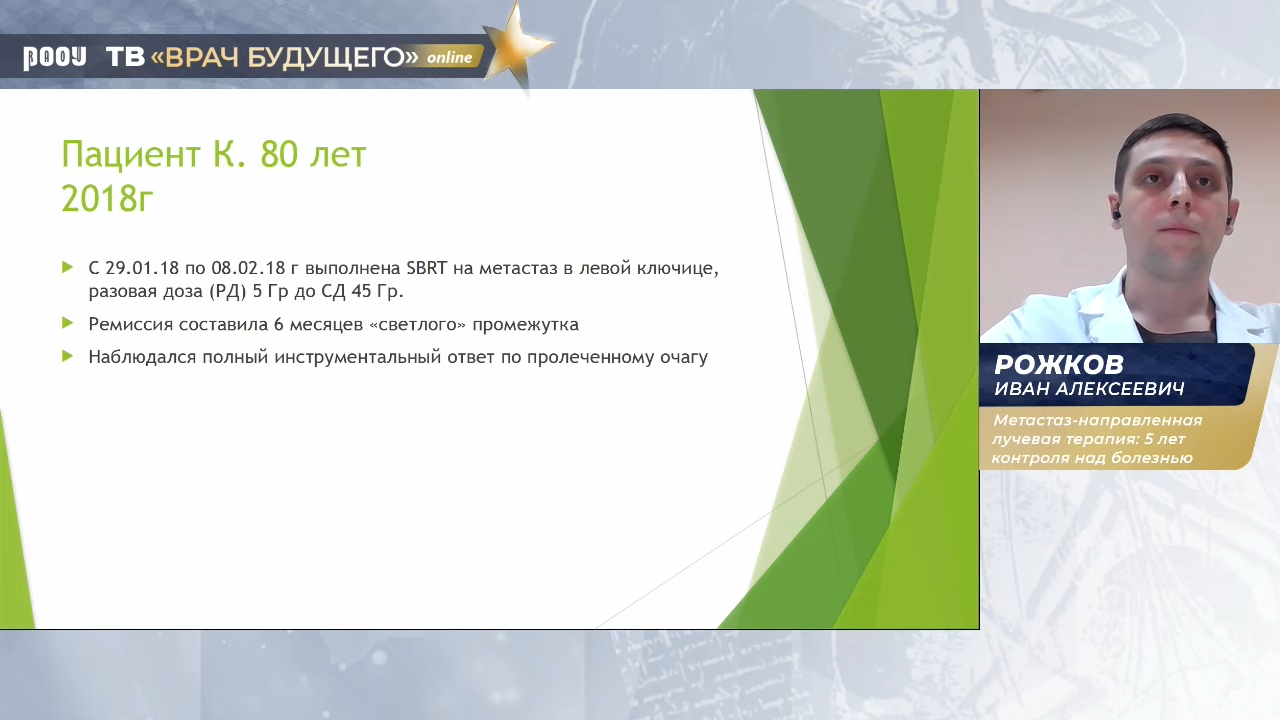 РООУ ТВ «ВРАЧ БУДУЩЕГО» online
Пациент К. 80 лет
2018г
С 29.01.18 по 08.02.18 г выполнена SBRT на метастаз в левой ключице,
разовая доза (РД) 5 Гр до СД 45 Гр.
Ремиссия составила 6 месяцев «светлого» промежутка
Наблюдался полный инструментальный ответ по пролеченному очагу
РОЖКОВ
ИВАН АЛЕКСЕЕВИЧ
Метастаз-направленная
лучевая терапия: 5 лет
контроля над болезнью